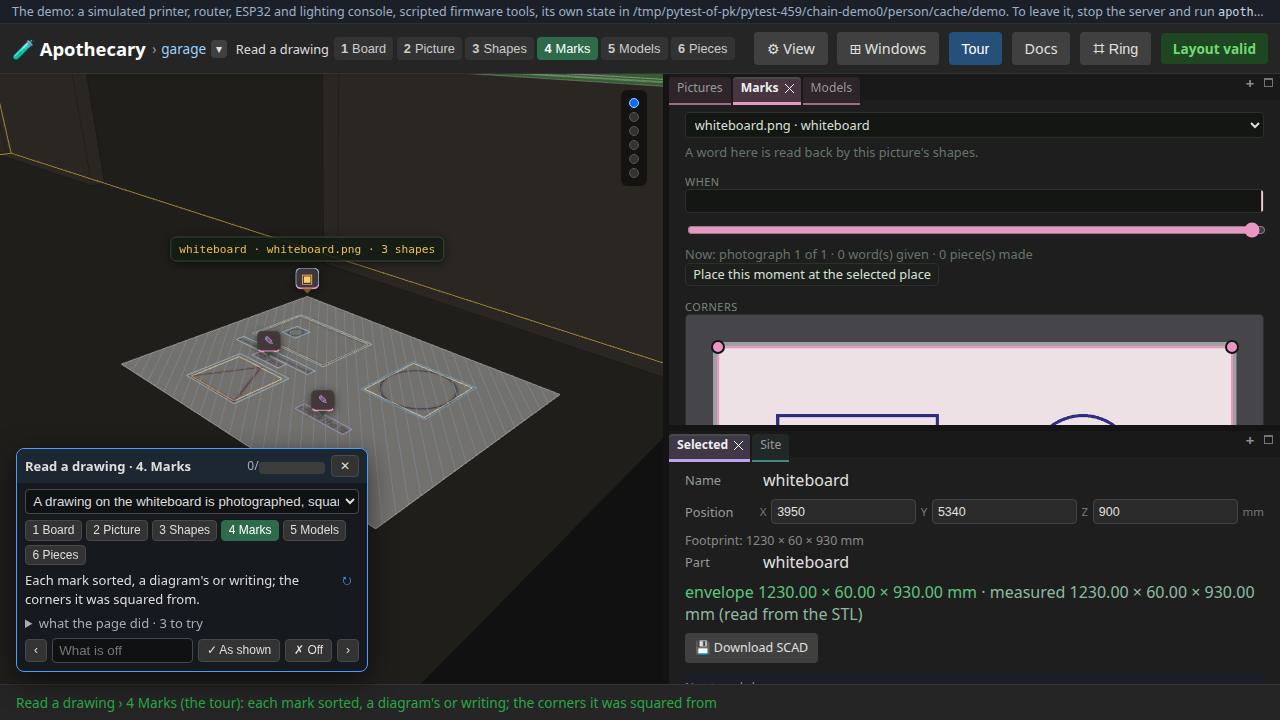 The demo: a simulated printer, router, ESP32 and lighting console, scripted firmware tools, its own state in /tmp/pytest-of-pk/pytest-459/chain-demo0/person/cache/demo. To leave it, stop the server and run apoth…
Apothecary › garage ▾ Read a drawing 1 Board 2 Picture 3 Shapes 4 Marks 5 Models 6 Pieces View Windows Tour Docs Ring Layout valid
whiteboard · whiteboard.png · 3 shapes
Read a drawing · 4. Marks 0/ ✕
A drawing on the whiteboard is photographed, squar
1 Board 2 Picture 3 Shapes 4 Marks 5 Models
6 Pieces
Each mark sorted, a diagram's or writing; the
corners it was squared from.
what the page did · 3 to try
‹ What is off ✓ As shown ✗ Off ›
Pictures Marks Models
whiteboard.png · whiteboard
A word here is read back by this picture's shapes.
WHEN
Now: photograph 1 of 1 · 0 word(s) given · 0 piece(s) made
Place this moment at the selected place
CORNERS
Selected Site
Name whiteboard
Position X 3950 Y 5340 Z 900 mm
Footprint: 1230 × 60 × 930 mm
Part whiteboard
envelope 1230.00 × 60.00 × 930.00 mm · measured 1230.00 × 60.00 × 930.00
mm (read from the STL)
Download SCAD
Read a drawing › 4 Marks (the tour): each mark sorted, a diagram's or writing; the corners it was squared from